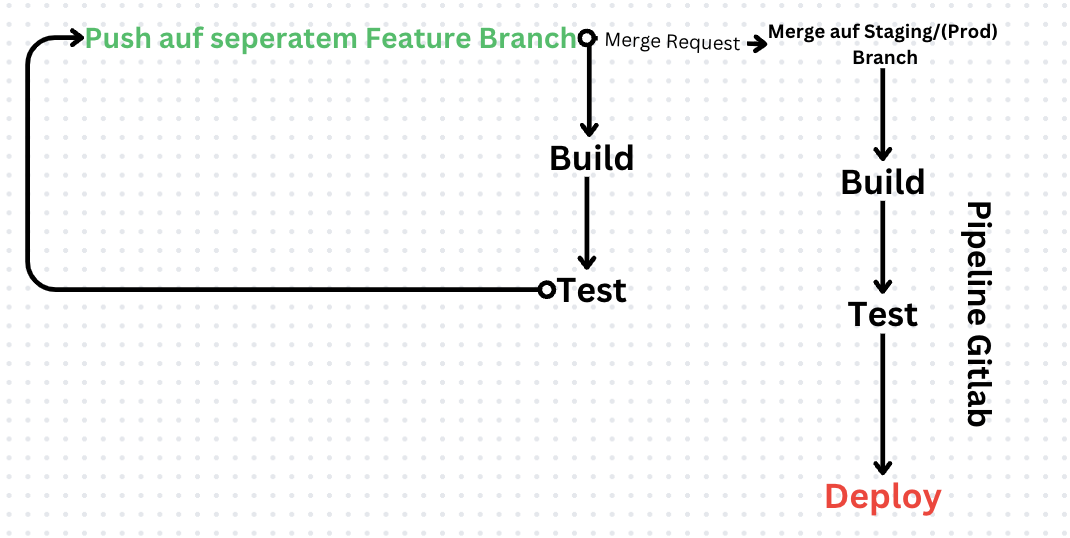 Push auf seperatem Feature Branch
Merge Request
Merge auf Staging/(Prod)
Branch
Build
Test
Build
Test
Deploy
Pipeline Gitlab